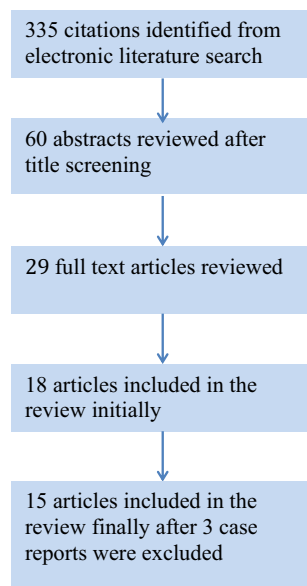 335 citations identified from
electronic literature search
60 abstracts reviewed after
title screening
29 full text articles reviewed
18 articles included in the
review initially
15 articles included in the
review finally after 3 case
reports were excluded